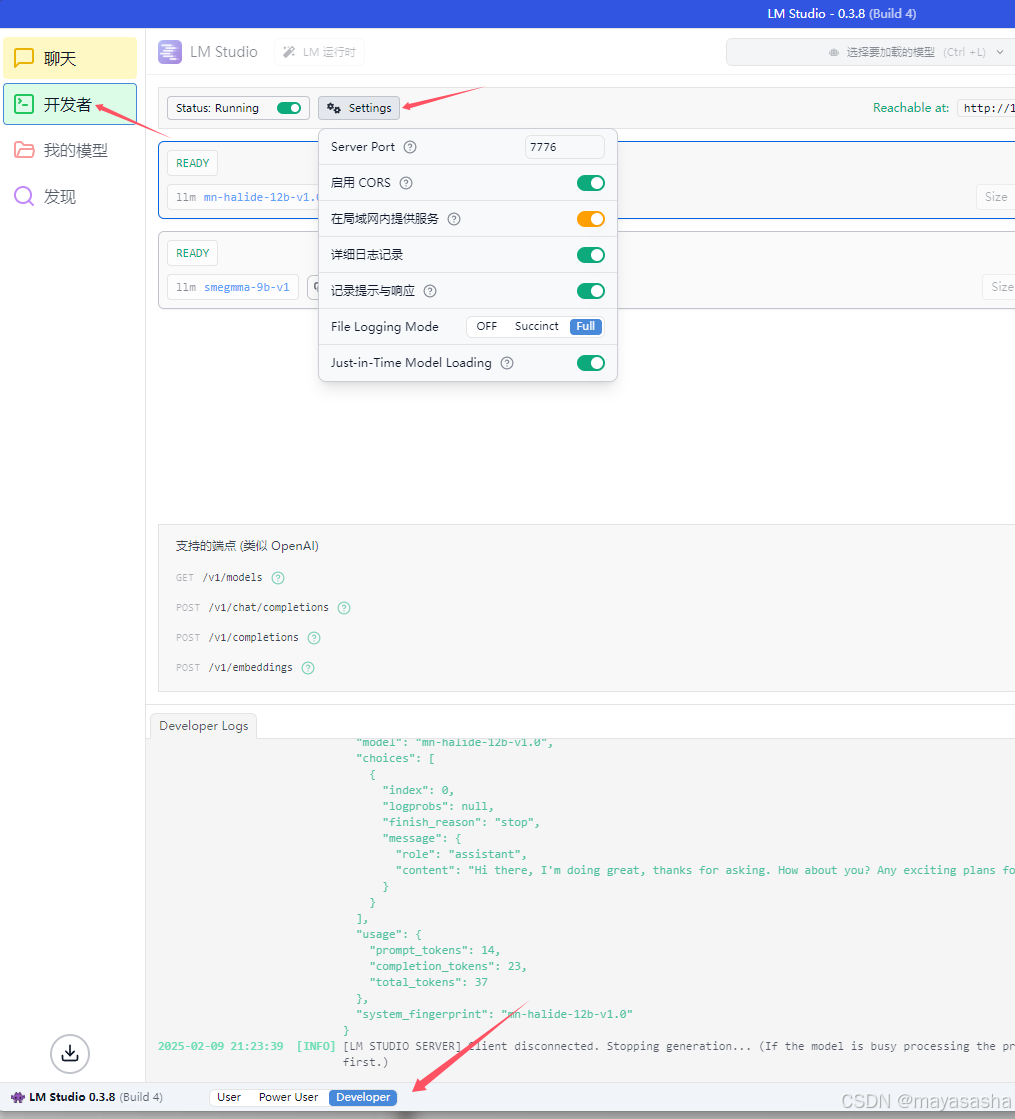 LM Studio - 0.3.8 (Build 4)
聊天
LM Studio
LM 运行时
选择要加载的模型 (Ctrl +L)
开发者
Status: Running
Settings
Reachable at: http://1
我的模型
发现
Server Port 7776
启用 CORS
在局域网内提供服务
详细日志记录
记录提示与响应
File Logging Mode OFF Succinct Full
Just-in-Time Model Loading
READY
llm mn-halide-12b-v1.
Size
READY
llm smegmma-9b-v1
Size
支持的端点 (类似 OpenAI)
GET /v1/models
POST /v1/chat/completions
POST /v1/completions
POST /v1/embeddings
Developer Logs
"model": "mn-halide-12b-v1.0",
"choices": [
{
"index": 0,
"logprobs": null,
"finish_reason": "stop",
"message": {
"role": "assistant",
"content": "Hi there, I'm doing great, thanks for asking. How about you? Any exciting plans fo
}
}
],
"usage": {
"prompt_tokens": 14,
"completion_tokens": 23,
"total_tokens": 37
},
"system_fingerprint": "mn-halide-12b-v1.0"
}
2025-02-09 21:23:39 [INFO] [LM STUDIO SERVER] Client disconnected. Stopping generation... (If the model is busy processing the pr
first.)
LM Studio 0.3.8 (Build 4)
User Power User Developer
CSDN @mayasasha